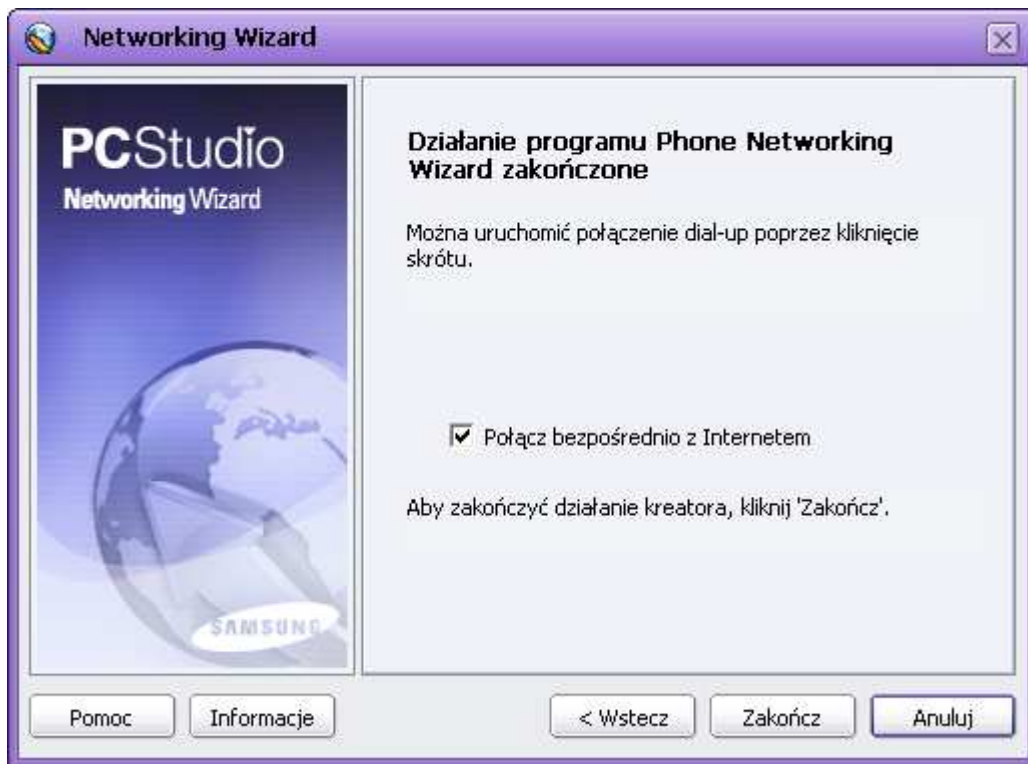 Networking Wizard
PCStudio
Networking Wizard
SAMSUNG
Działanie programu Phone Networking
Wizard zakończone
Można uruchomić połączenie dial-up poprzez kliknięcie
skrótu.
Połącz bezpośrednio z Internetem
Aby zakończyć działanie kreatora, kliknij 'Zakończ'.
Pomoc
Informacje
< Wstecz
Zakończ
Anuluj